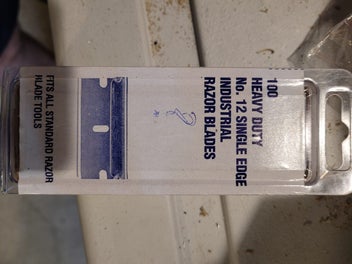 100
HEAVY DUTY
No. 12 SINGLE EDGE
INDUSTRIAL
RAZOR BLADES
FITS ALL STANDARD RAZOR
BLADE TOOLS